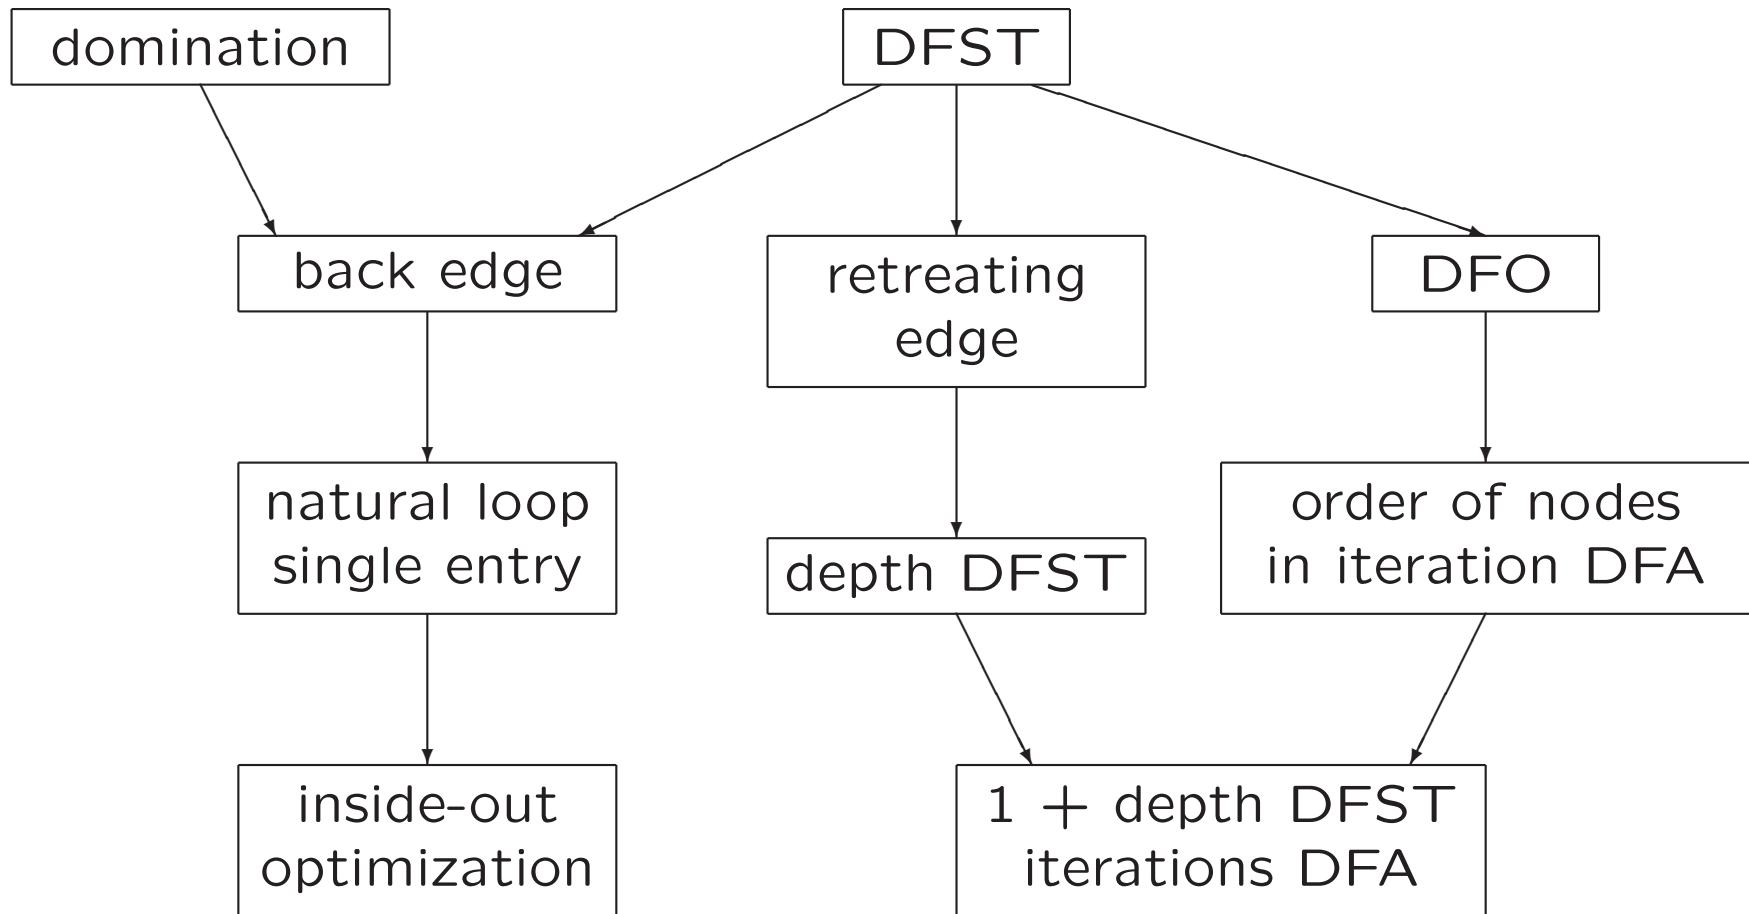 domination
DFST
back edge
retreating
edge
DFO
natural loop
single entry
depth DFST
order of nodes
in iteration DFA
inside-out
optimization
1 + depth DFST
iterations DFA